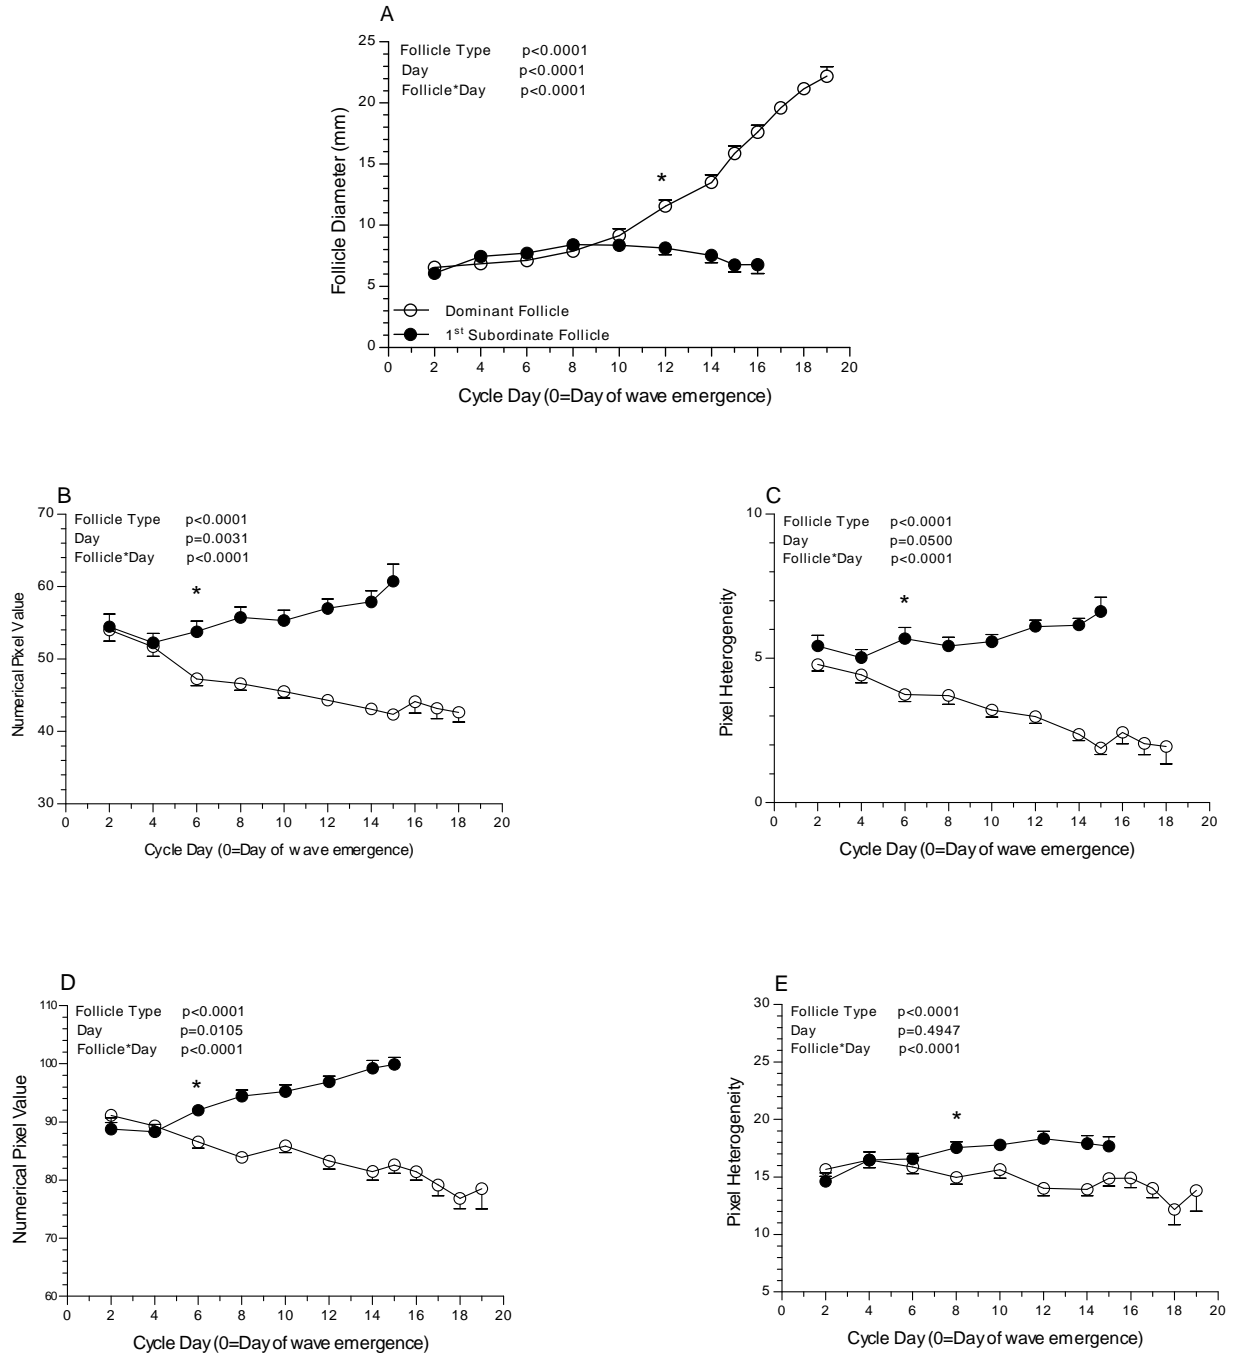 A
25
20
15
10
5
0
Follicle Diameter (mm)
Follicle Type p<0.0001
Day p<0.0001
Follicle*Day p<0.0001
*
Dominant Follicle
1st Subordinate Follicle
0 2 4 6 8 10 12 14 16 18 20
Cycle Day (0=Day of wave emergence)
B
70
60
50
40
30
Numerical Pixel Value
Follicle Type p<0.0001
Day p=0.0031
Follicle*Day p<0.0001
*
0 2 4 6 8 10 12 14 16 18 20
Cycle Day (0=Day of wave emergence)
C
10
5
0
Pixel Heterogeneity
Follicle Type p<0.0001
Day p=0.0500
Follicle*Day p<0.0001
*
0 2 4 6 8 10 12 14 16 18 20
Cycle Day (0=Day of wave emergence)
D
110
100
90
80
70
60
Numerical Pixel Value
Follicle Type p<0.0001
Day p=0.0105
Follicle*Day p<0.0001
*
0 2 4 6 8 10 12 14 16 18 20
Cycle Day (0=Day of wave emergence)
E
30
25
20
15
10
5
Pixel Heterogeneity
Follicle Type p<0.0001
Day p=0.4947
Follicle*Day p<0.0001
*
0 2 4 6 8 10 12 14 16 18 20
Cycle Day (0=Day of wave emergence)